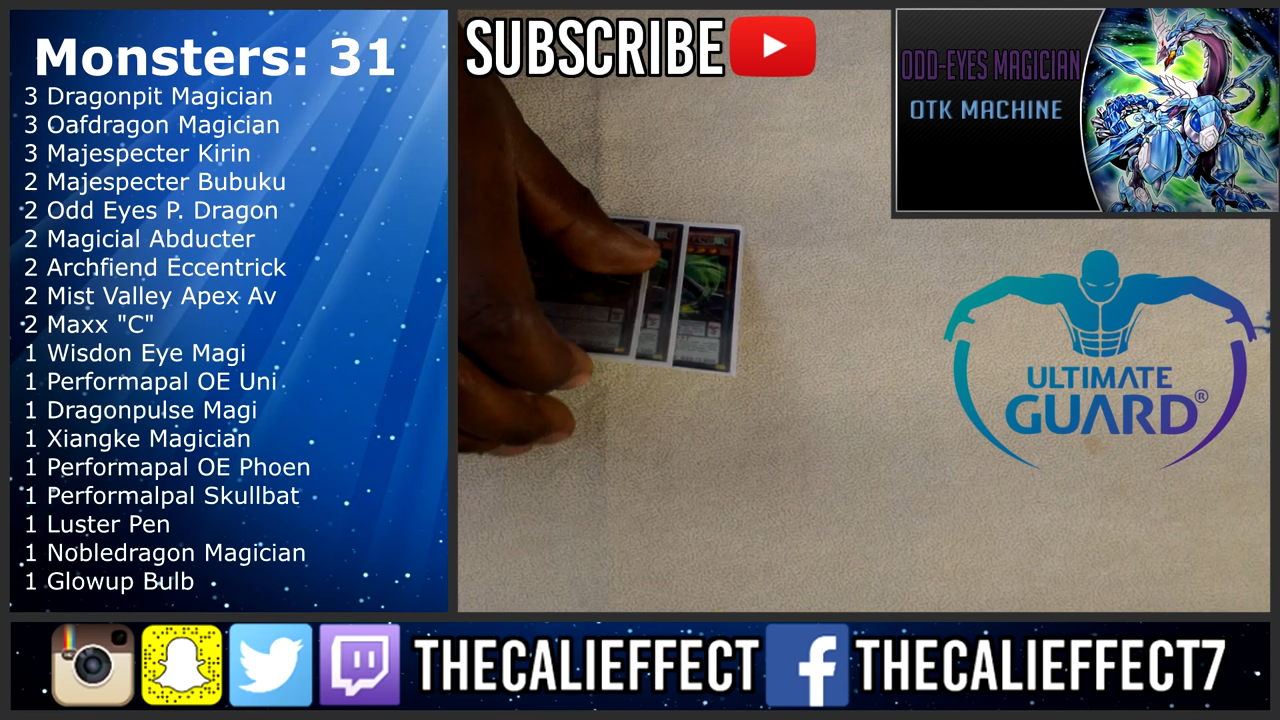 Monsters: 31
3 Dragonpit Magician
3 Oafdragon Magician
3 Majespecter Kirin
2 Majespecter Bubuku
2 Odd Eyes P. Dragon
2 Magicial Abducter
2 Archfiend Eccentrick
2 Mist Valley Apex Av
2 Maxx "C"
1 Wisdon Eye Magi
1 Performapal OE Uni
1 Dragonpulse Magi
1 Xiangke Magician
1 Performapal OE Phoen
1 Performalpal Skullbat
1 Luster Pen
1 Nobledragon Magician
1 Glowup Bulb
SUBSCRIBE
ODD-EYES MAGICIAN
OTK MACHINE
ULTIMATE
GUARD®
THECALIEFFECT
THECALIEFFECT7